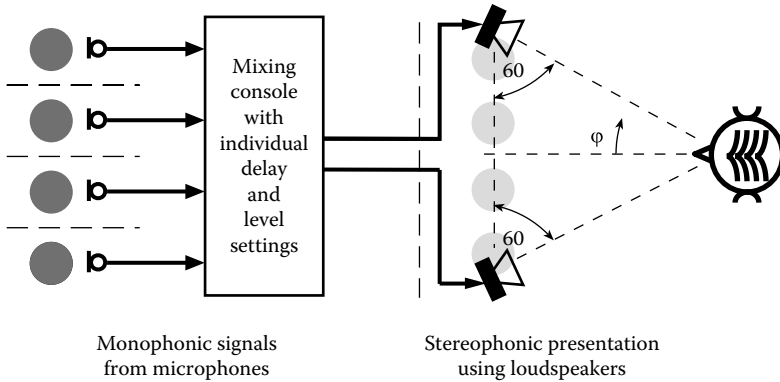 Mixing
console
with
individual
delay
and
level
settings
60
φ
60
Monophonic signals
from microphones
Stereophonic presentation
using loudspeakers